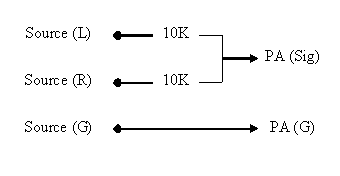 Source (L) 10K
PA (Sig)
Source (R) 10K
Source (G) PA (G)